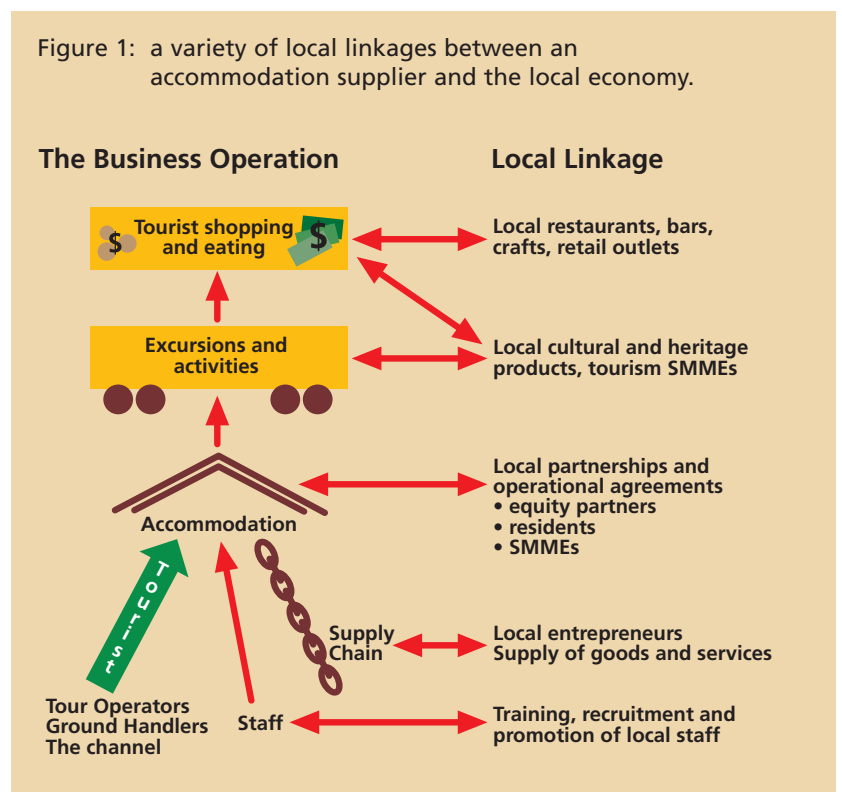 Figure 1: a variety of local linkages between an
accommodation supplier and the local economy.
The Business Operation
Local Linkage
$ Tourist shopping $
and eating
Local restaurants, bars,
crafts, retail outlets
Excursions and
activities
Local cultural and heritage
products, tourism SMMEs
Local partnerships and
operational agreements
• equity partners
• residents
• SMMEs
Accommodation
Tourist
Supply
Chain
Local entrepreneurs
Supply of goods and services
Tour Operators
Ground Handlers
The channel
Staff
Training, recruitment and
promotion of local staff